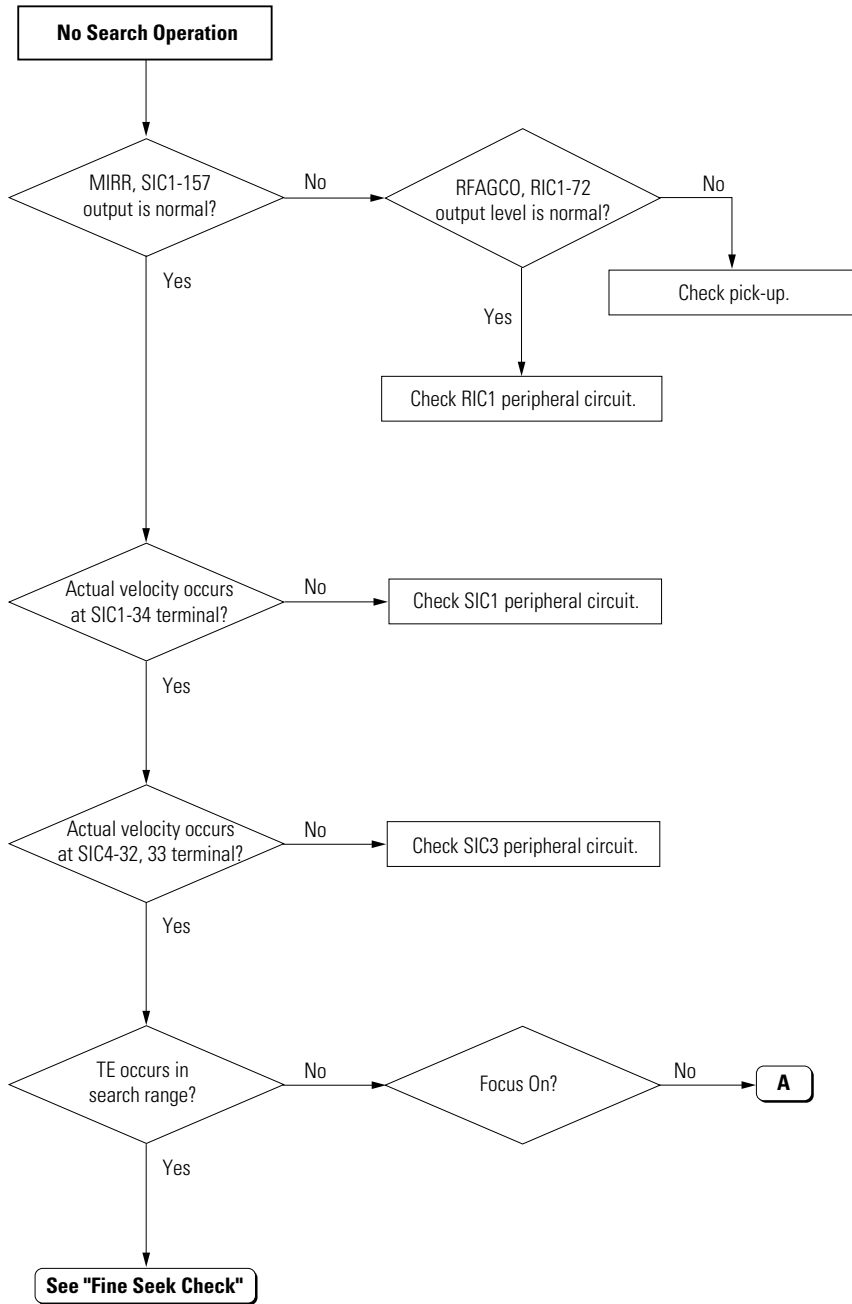 No Search Operation
MIRR, SIC1-157
output is normal?
No
RFAGCO, RIC1-72
output level is normal?
No
Check pick-up.
Yes
Yes
Check RIC1 peripheral circuit.
Actual velocity occurs
at SIC1-34 terminal?
No
Check SIC1 peripheral circuit.
Yes
Actual velocity occurs
at SIC4-32, 33 terminal?
No
Check SIC3 peripheral circuit.
Yes
TE occurs in
search range?
No
Focus On?
No
A
Yes
See "Fine Seek Check"